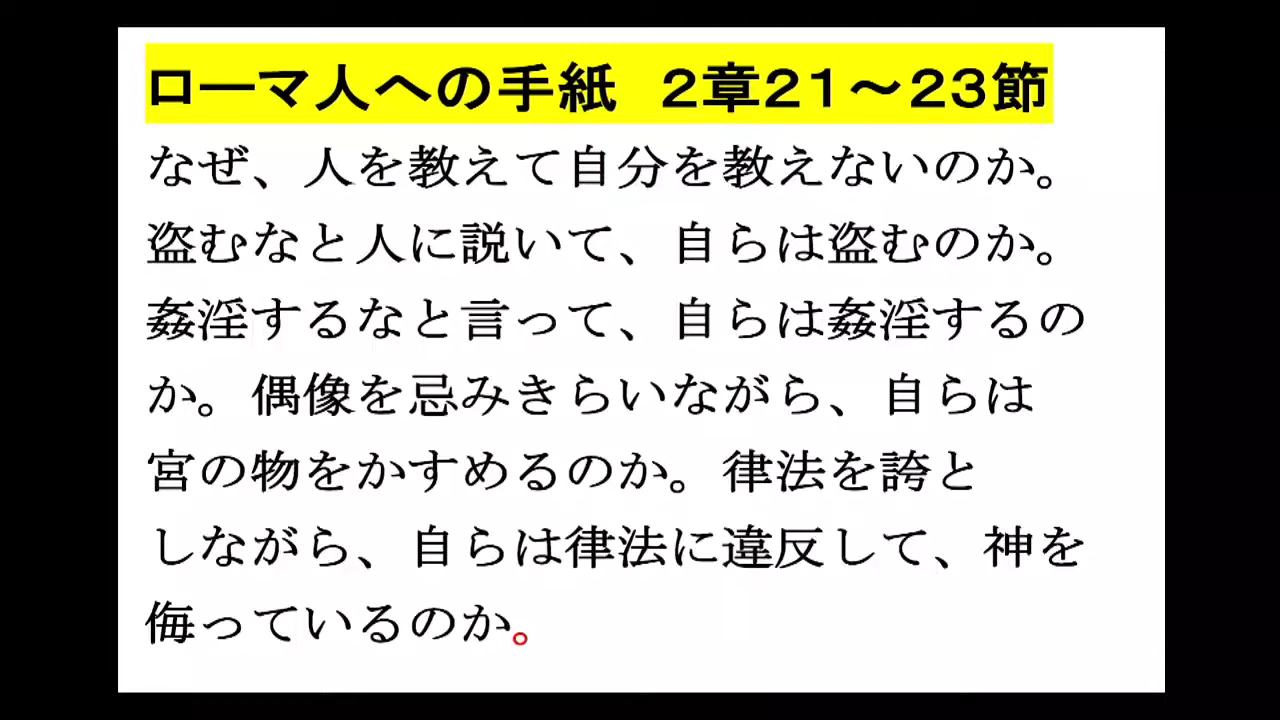 ローマ人への手紙　２章２１～２３節
なぜ、人を教えて自分を教えないのか。
盗むなと人に説いて、自らは盗むのか。
姦淫するなと言って、自らは姦淫するの
か。偶像を忌みきらいながら、自らは
宮の物をかすめるのか。律法を誇と
しながら、自らは律法に違反して、神を
侮っているのか。